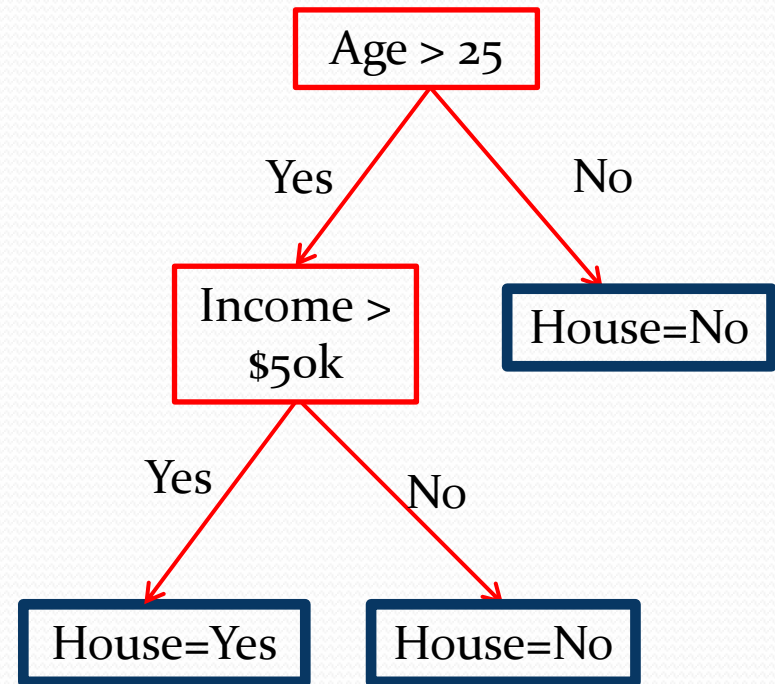 Age > 25
Yes
No
Income >
$50k
House=No
Yes
No
House=Yes
House=No